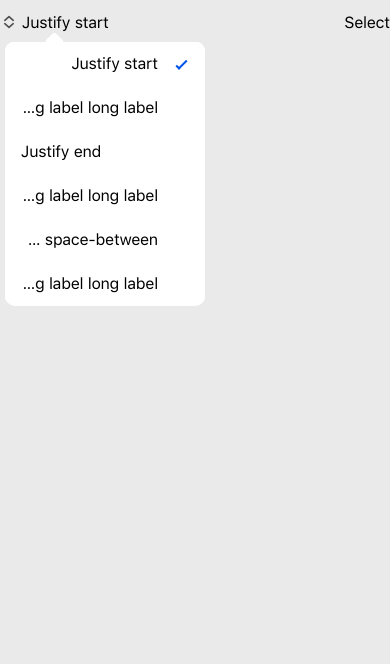 Select
Justify start
Justify start
...g label long label
Justify end
...g label long label
... space-between
...g label long label